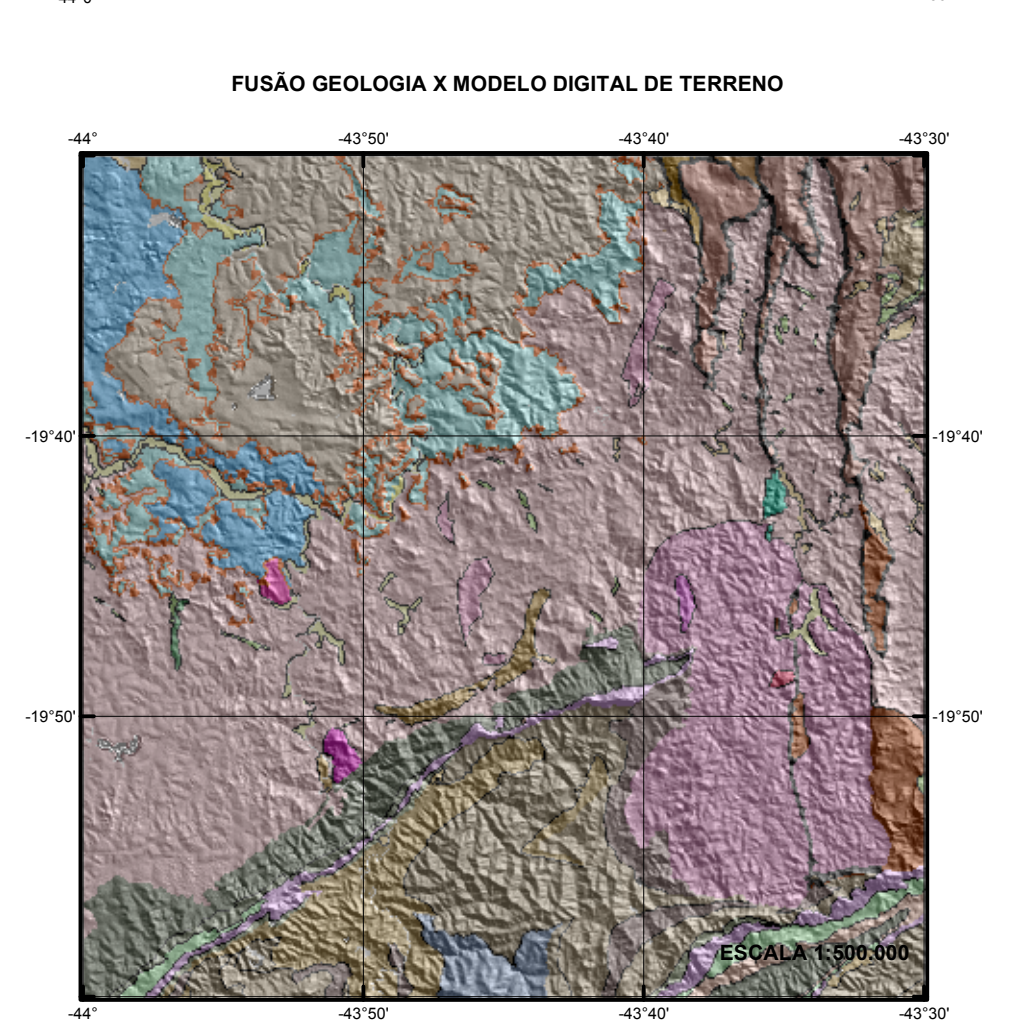 FUSÃO GEOLOGIA X MODELO DIGITAL DE TERRENO
-44° -43°50' -43°40' -43°30'
-19°40' -19°40'
-19°50' -19°50'
ESCALA 1:500.000
-44° -43°50' -43°40' -43°30'